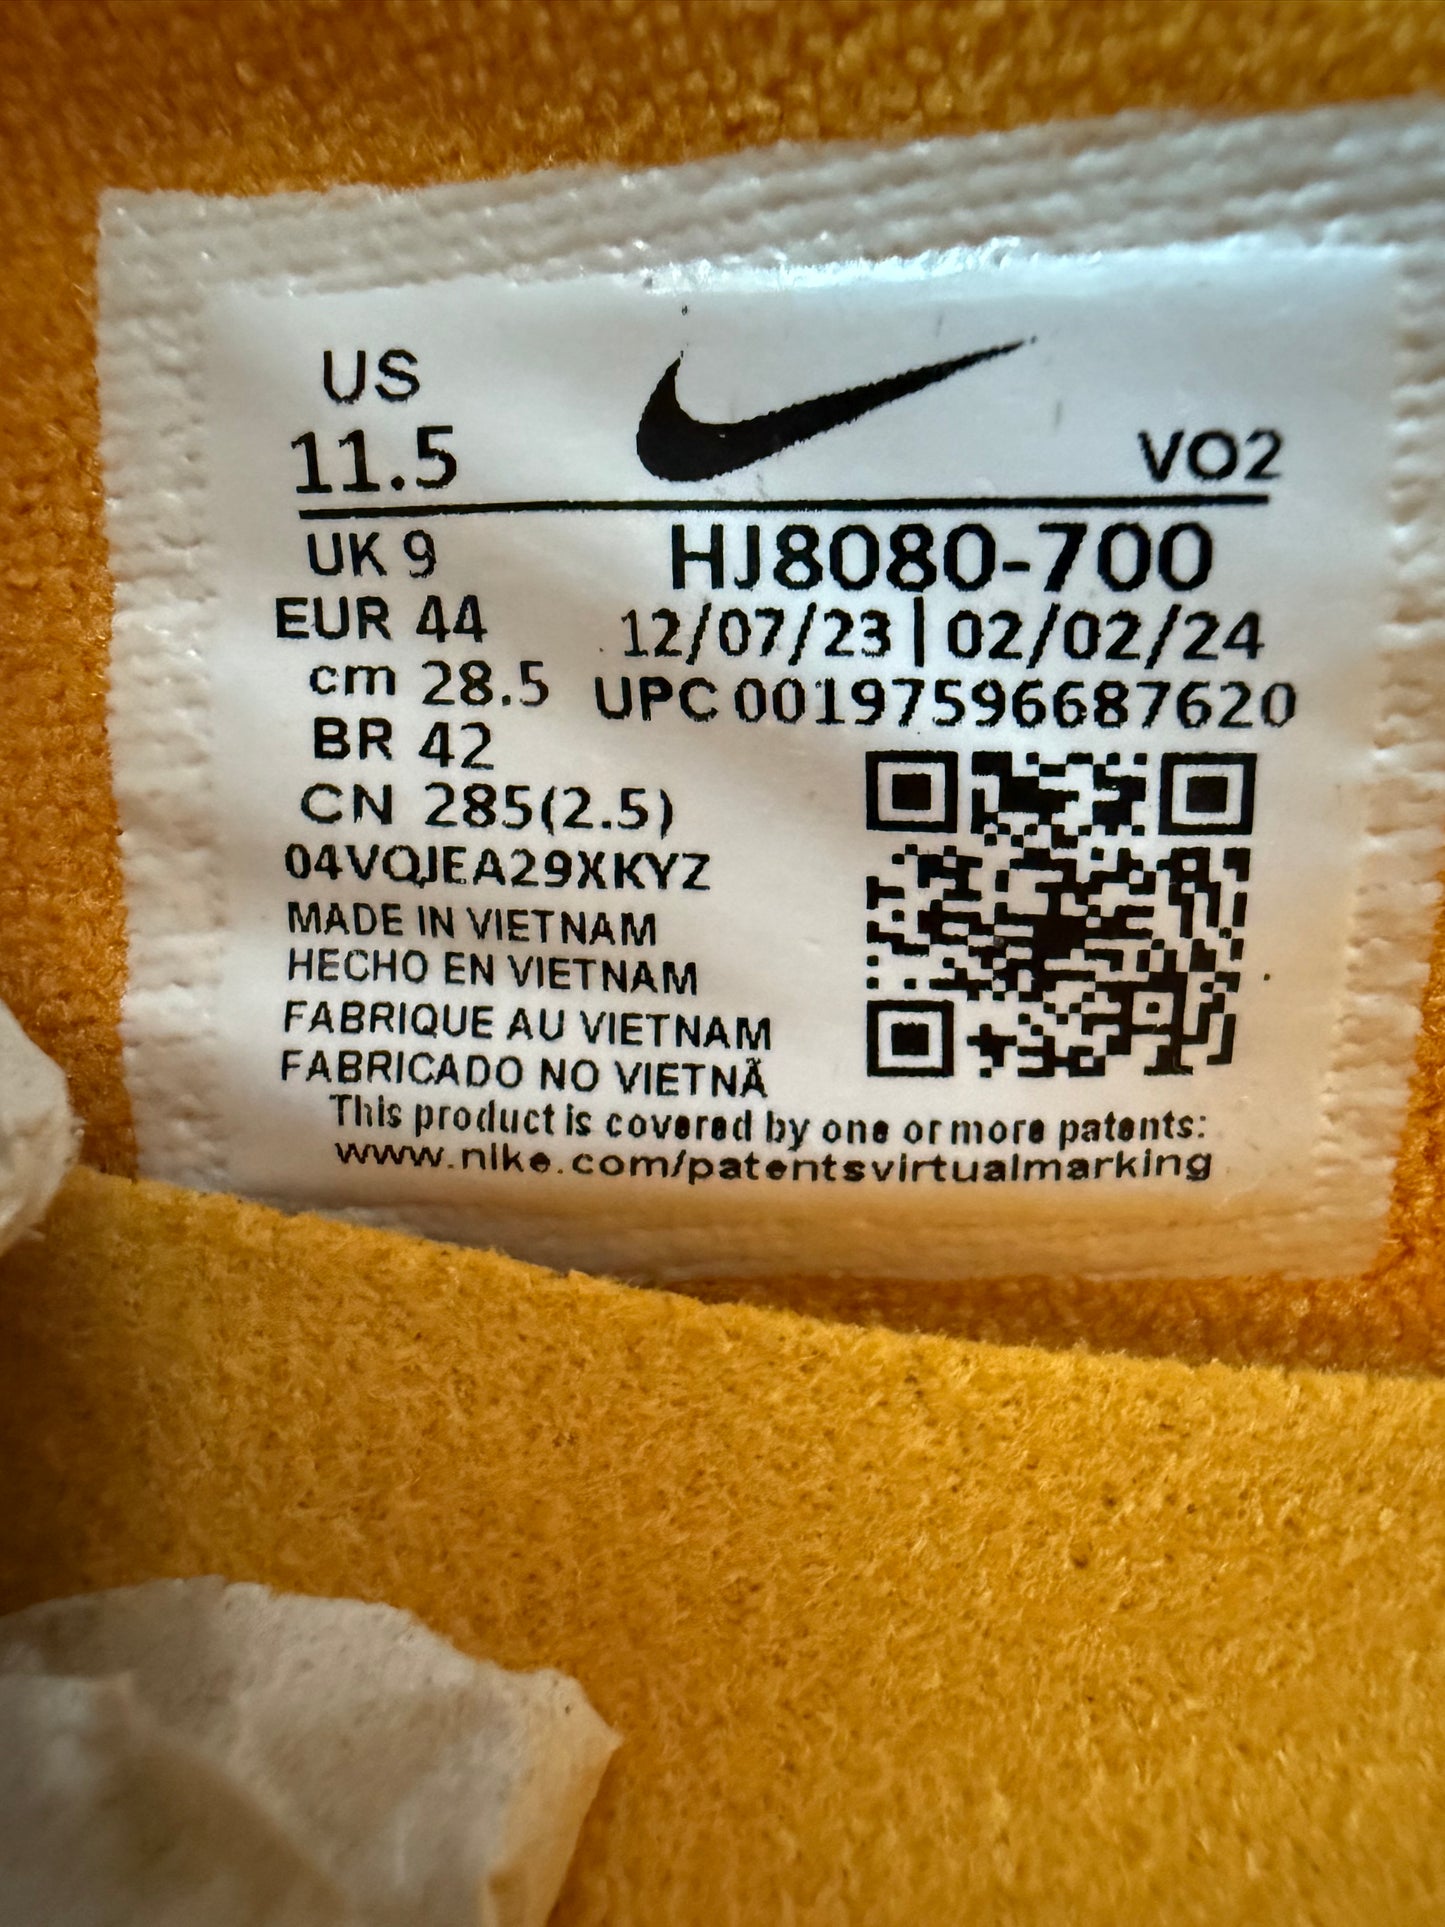 US
11.5
VO2
UK 9
HJ8080-700
EUR 44
12/07/23 | 02/02/24
cm 28.5
UPC 00197596687620
BR 42
CN 285(2.5)
04VQJEA29XKYZ
MADE IN VIETNAM
HECHO EN VIETNAM
FABRIQUE AU VIETNAM
FABRICADO NO VIETNÃ
This product is covered by one or more patents:
www.nike.com/patentsvirtualmarking